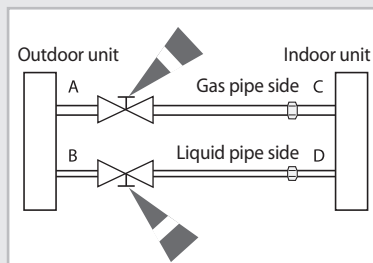 Outdoor unit
Indoor unit
A
Gas pipe side
C
B
Liquid pipe side
D